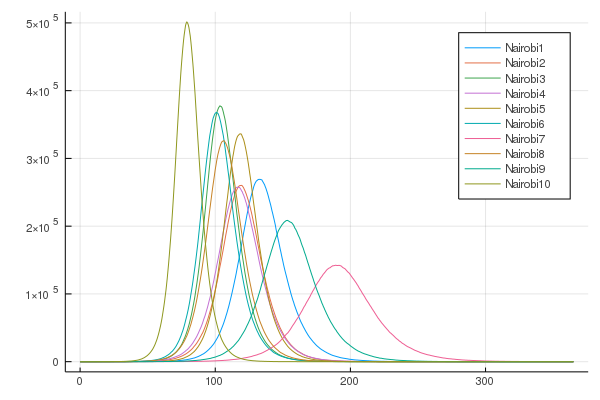 5×10⁵
4×10⁵
3×10⁵
2×10⁵
1×10⁵
0
0 100 200 300
Nairobi1
Nairobi2
Nairobi3
Nairobi4
Nairobi5
Nairobi6
Nairobi7
Nairobi8
Nairobi9
Nairobi10